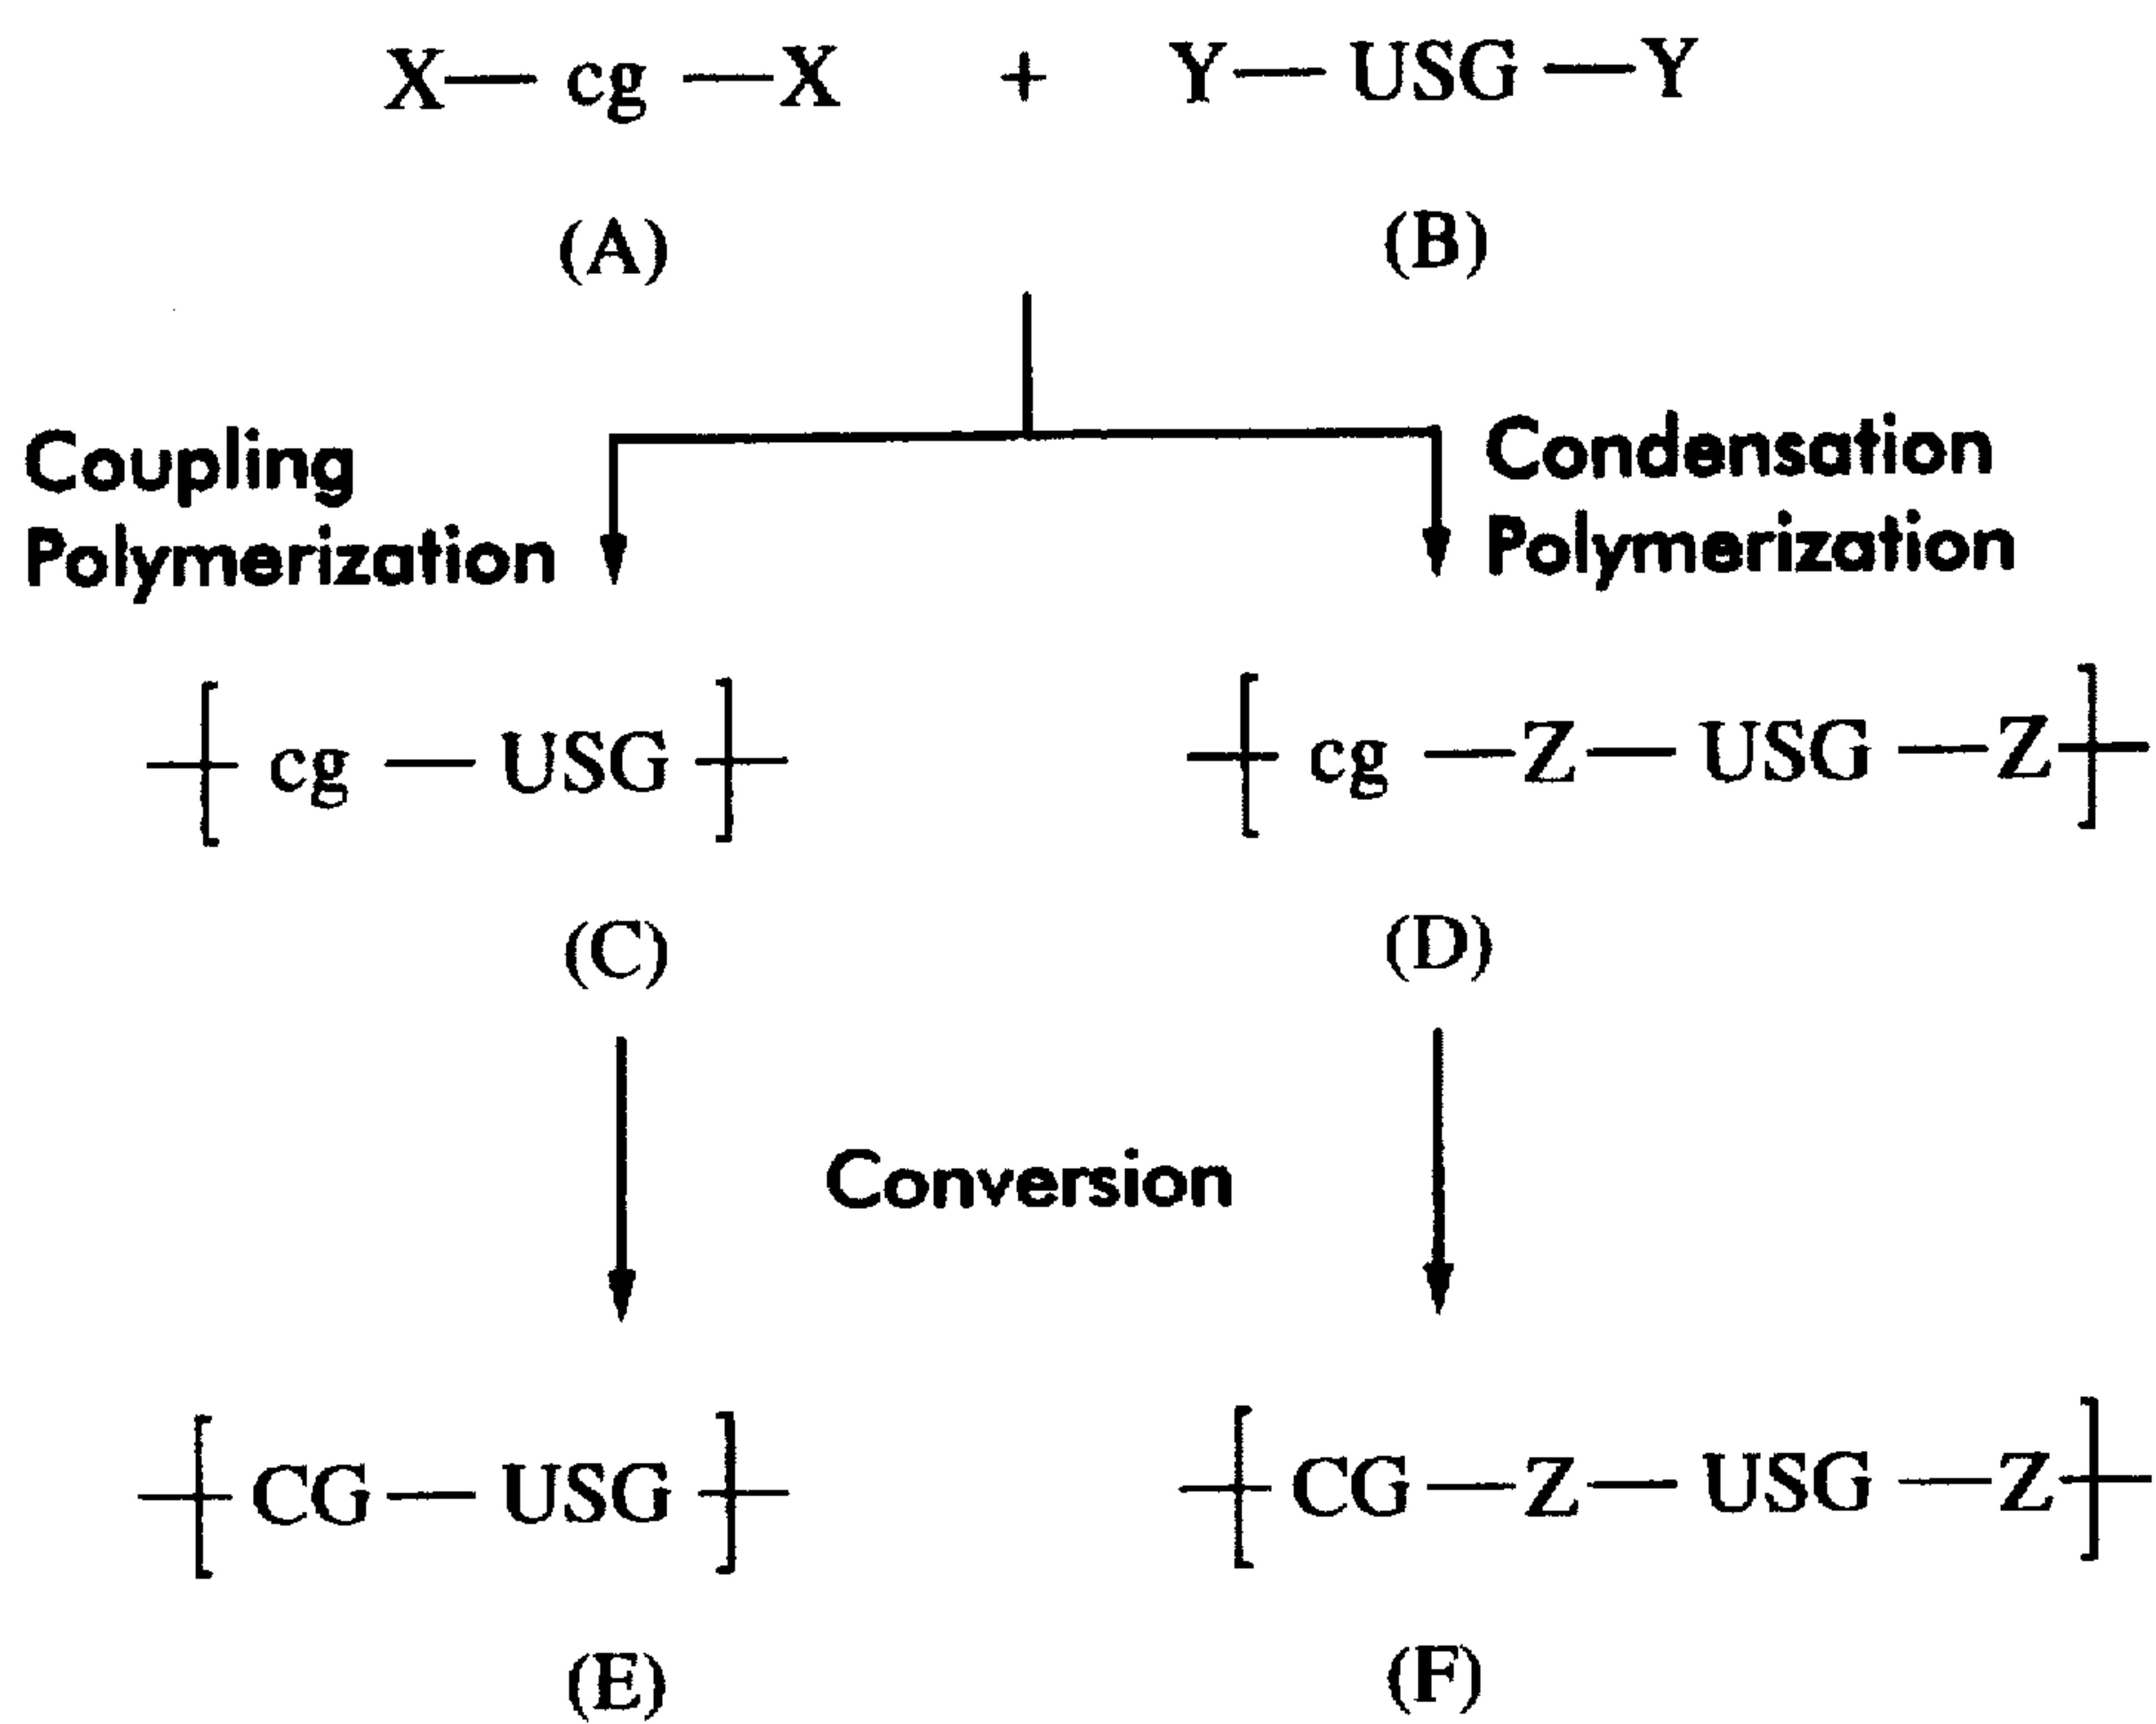 X— cg —X + Y— USG —Y
(A) (B)
Coupling Polymerization
Condensation Polymerization
[ cg — USG ] [ cg —Z— USG —Z ]
(C) (D)
Conversion
[ CG — USG ] [ CG —Z— USG —Z ]
(E) (F)